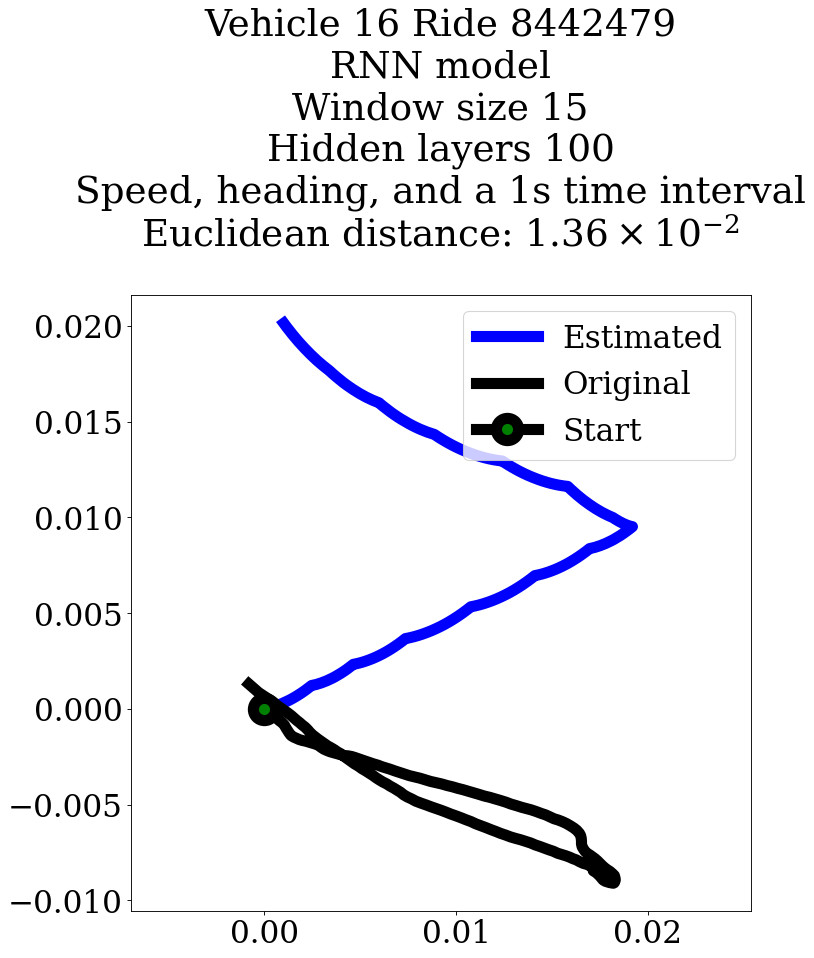 Vehicle 16 Ride 8442479
RNN model
Window size 15
Hidden layers 100
Speed, heading, and a 1s time interval
Euclidean distance: 1.36 × 10⁻²
Estimated
Original
Start
0.020
0.015
0.010
0.005
0.000
−0.005
−0.010
0.00 0.01 0.02